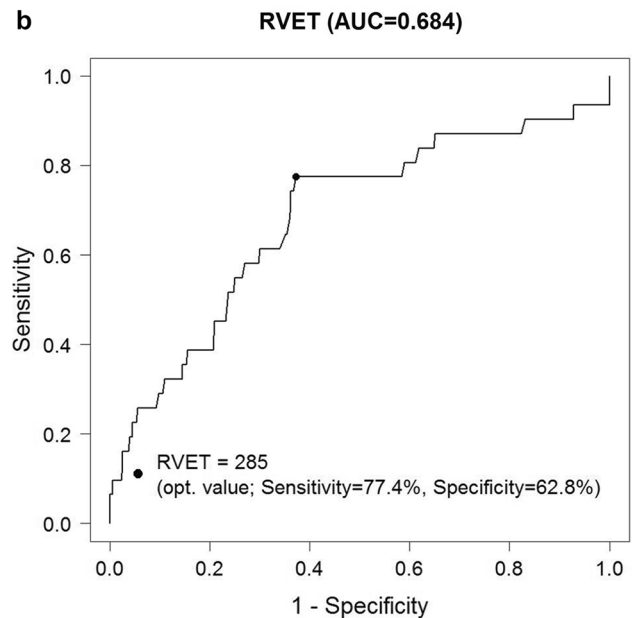 b
RVET (AUC=0.684)
1.0
0.8
0.6
0.4
0.2
0.0
Sensitivity
RVET = 285
(opt. value; Sensitivity=77.4%, Specificity=62.8%)
0.0 0.2 0.4 0.6 0.8 1.0
1 - Specificity